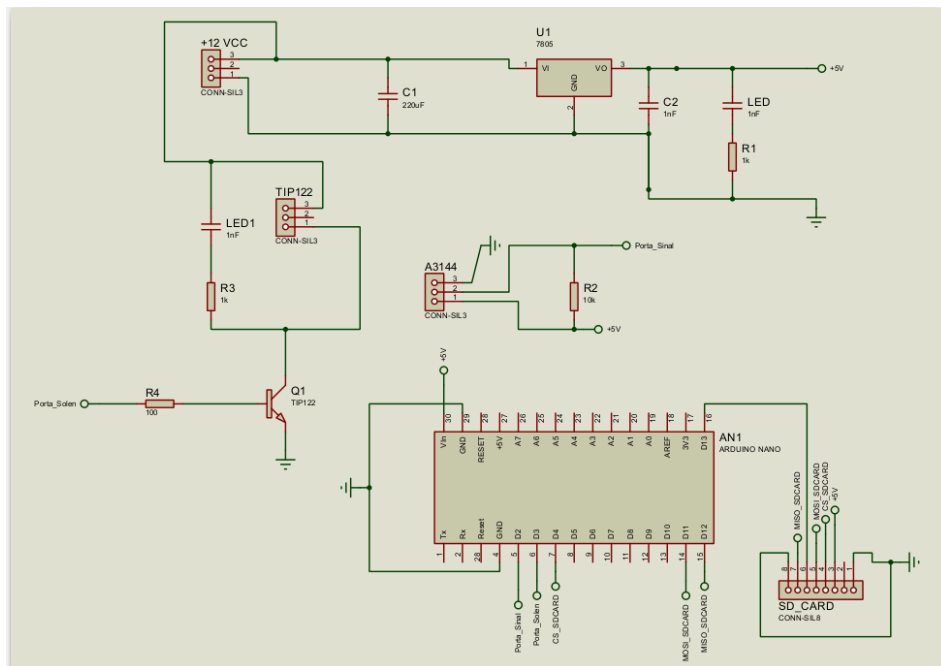 +12 VCC
3
2
1
CONN-SIL3
C1
220uF
U1
7805
1
VI
VO
3
GND
2
+5V
C2
1nF
LED
1nF
R1
1k
TIP122
3
2
1
CONN-SIL3
LED1
1nF
R3
1k
A3144
3
2
1
CONN-SIL3
Porta_Sinal
R2
10k
+5V
Porta_Solen
R4
100
Q1
TIP122
+5V
30
29
28
27
26
25
24
23
22
21
20
19
18
17
16
VIn
GND
RESET
+5V
A7
A6
A5
A4
A3
A2
A1
A0
AREF
3V3
D13
AN1
ARDUINO NANO
Tx
Rx
Reset
GND
D2
D3
D4
D5
D6
D7
D8
D9
D10
D11
D12
1
2
28
4
5
6
7
8
9
10
11
12
13
14
15
Porta_Sinal
Porta_Solen
CS_SDCARD
MOSI_SDCARD
MISO_SDCARD
MISO_SDCARD
MOSI_SDCARD
CS_SDCARD
+5V
8
7
6
5
4
3
2
1
SD_CARD
CONN-SIL8